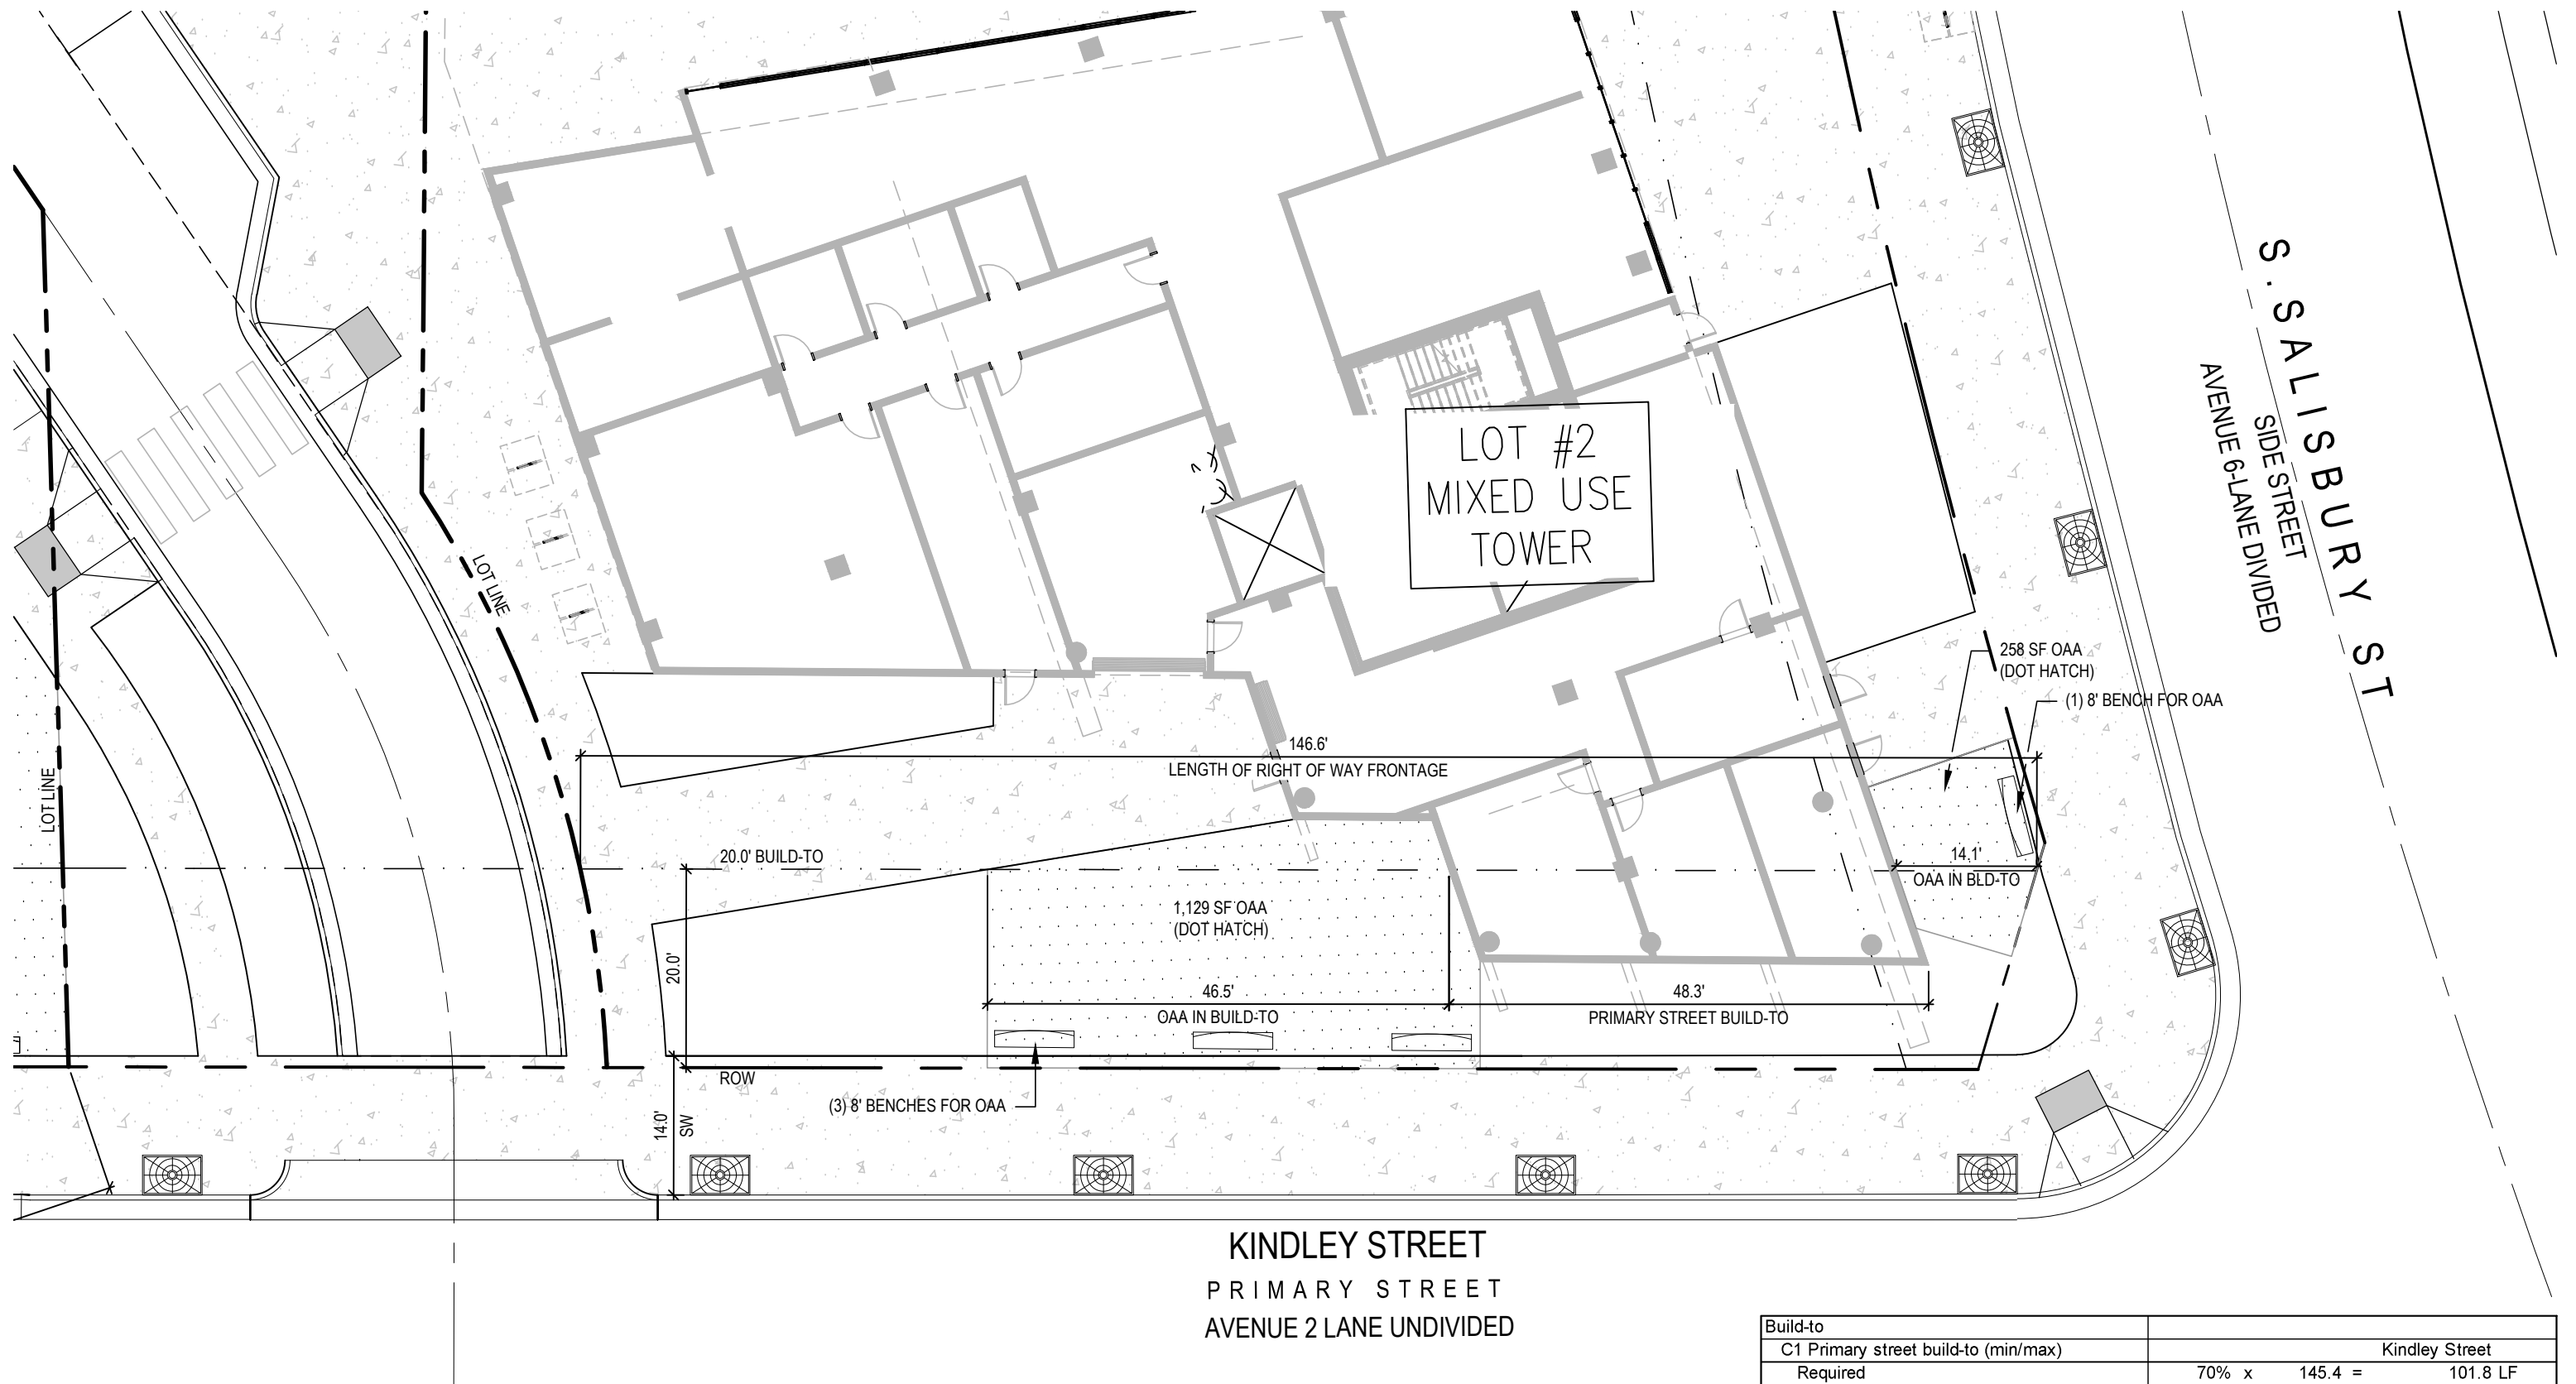 S. SALISBURY ST
SIDE STREET
AVENUE 6-LANE DIVIDED
LOT #2
MIXED USE
TOWER
LOT LINE
258 SF OAA
(DOT HATCH)
(1) 8' BENCH FOR OAA
146.6'
LENGTH OF RIGHT OF WAY FRONTAGE
LOT LINE
20.0' BUILD-TO
14.1'
OAA IN BLD-TO
1,129 SF OAA
(DOT HATCH)
20.0'
46.5'
OAA IN BUILD-TO
48.3'
PRIMARY STREET BUILD-TO
ROW
(3) 8' BENCHES FOR OAA
14.0'
SW
KINDLEY STREET
PRIMARY STREET
AVENUE 2 LANE UNDIVIDED
Build-to
C1 Primary street build-to (min/max) Kindley Street
Required 70% x 145.4 = 101.8 LF